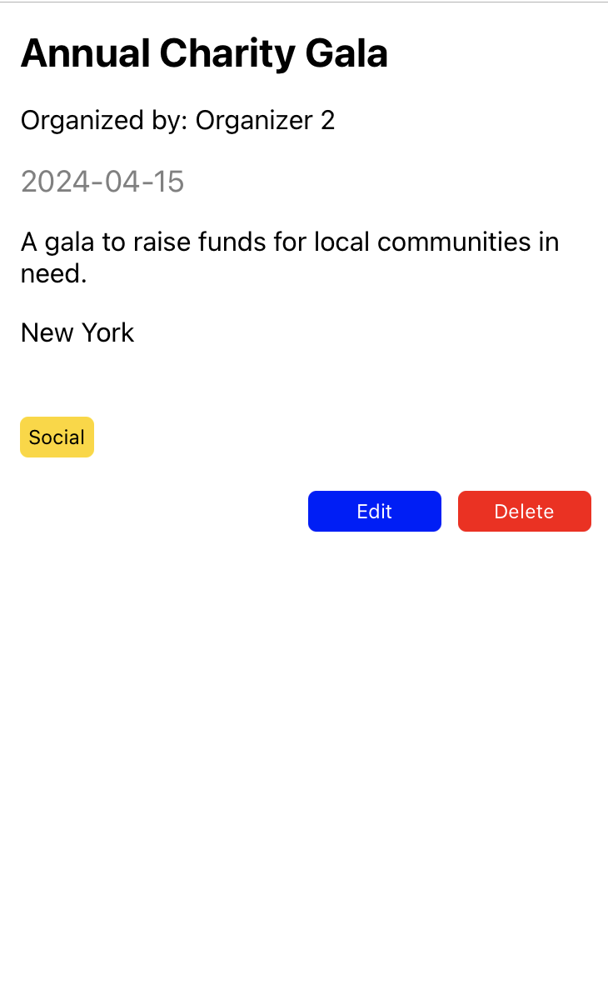 Annual Charity Gala
Organized by: Organizer 2
2024-04-15
A gala to raise funds for local communities in
need.
New York
Social
Edit
Delete